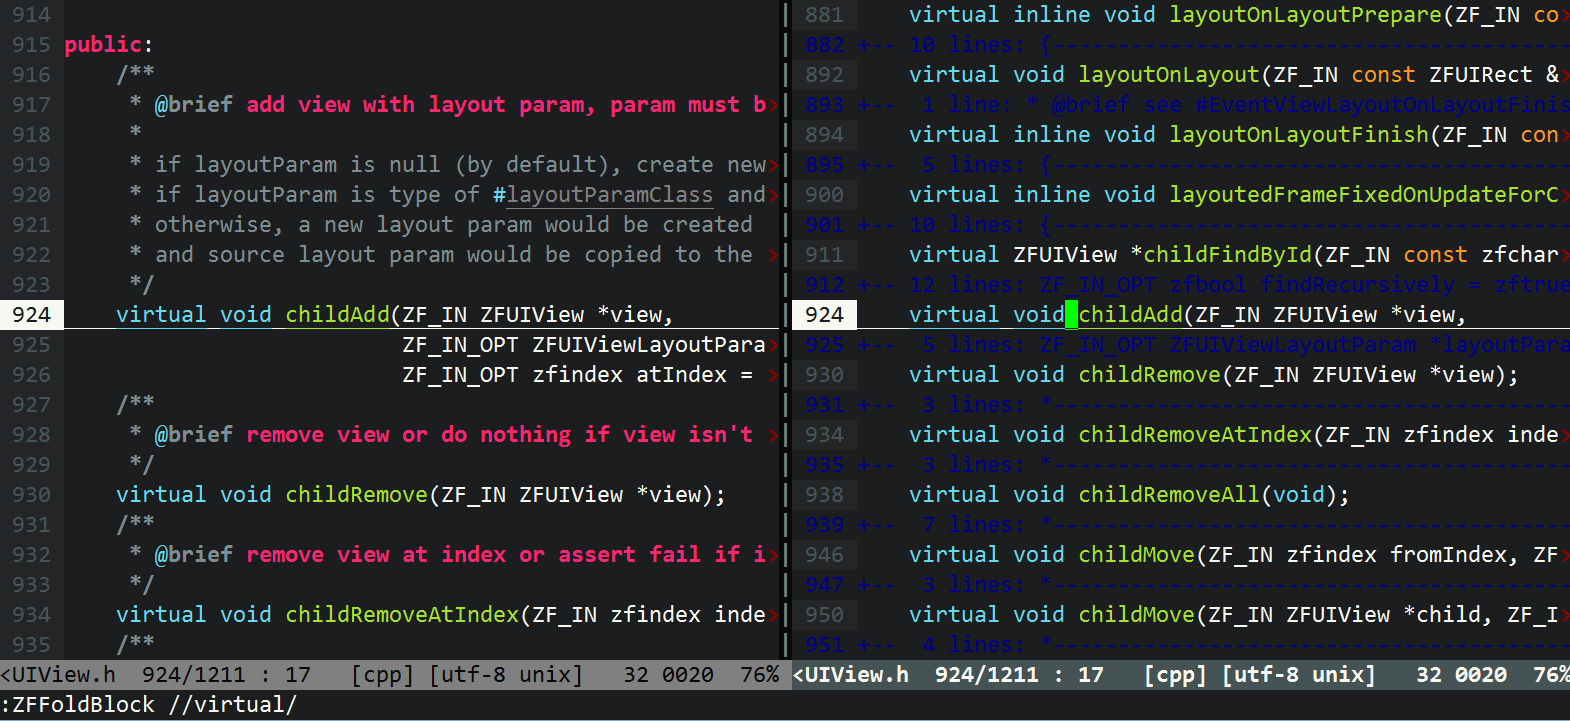 914
915 public:
916     /**
917      * @brief add view with layout param, param must b>
918      *
919      * if layoutParam is null (by default), create new>
920      * if layoutParam is type of #layoutParamClass and>
921      * otherwise, a new layout param would be created
922      * and source layout param would be copied to the >
923      */
924     virtual void childAdd(ZF_IN ZFUIView *view,
925                           ZF_IN_OPT ZFUIViewLayoutPara>
926                           ZF_IN_OPT zfindex atIndex = >
927     /**
928      * @brief remove view or do nothing if view isn't >
929      */
930     virtual void childRemove(ZF_IN ZFUIView *view);
931     /**
932      * @brief remove view at index or assert fail if i>
933      */
934     virtual void childRemoveAtIndex(ZF_IN zfindex inde>
935     /**
<UIView.h  924/1211 : 17   [cpp] [utf-8 unix]   32 0020  76%
881     virtual inline void layoutOnLayoutPrepare(ZF_IN co>
882 +-- 10 lines: {----------------------------------------
892     virtual void layoutOnLayout(ZF_IN const ZFUIRect &>
893 +--  1 line: * @brief see #EventViewLayoutOnLayoutFinis
894     virtual inline void layoutOnLayoutFinish(ZF_IN con>
895 +--  5 lines: {----------------------------------------
900     virtual inline void layoutedFrameFixedOnUpdateForC>
901 +-- 10 lines: {----------------------------------------
911     virtual ZFUIView *childFindById(ZF_IN const zfchar>
912 +-- 12 lines: ZF_IN_OPT zfbool findRecursively = zftrue
924     virtual void childAdd(ZF_IN ZFUIView *view,
925 +--  5 lines: ZF_IN_OPT ZFUIViewLayoutParam *layoutPara
930     virtual void childRemove(ZF_IN ZFUIView *view);
931 +--  3 lines: *----------------------------------------
934     virtual void childRemoveAtIndex(ZF_IN zfindex inde>
935 +--  3 lines: *----------------------------------------
938     virtual void childRemoveAll(void);
939 +--  7 lines: *----------------------------------------
946     virtual void childMove(ZF_IN zfindex fromIndex, ZF>
947 +--  3 lines: *----------------------------------------
950     virtual void childMove(ZF_IN ZFUIView *child, ZF_I>
951 +--  4 lines: *----------------------------------------
<UIView.h  924/1211 : 17   [cpp] [utf-8 unix]   32 0020  76%
:ZFFoldBlock //virtual/